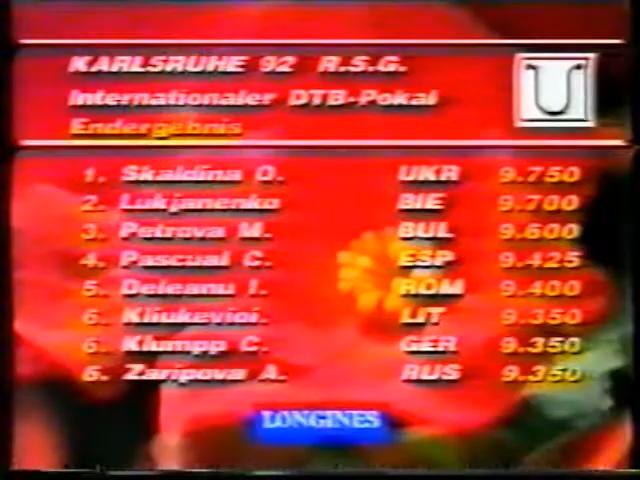 KARLSRUHE 92 R.S.G.
Internationaler DTB-Pokal
Endergebnis
1. Skaldina O. UKR 9.750
2. Lukjanenko BIE 9.700
3. Petrova M. BUL 9.600
4. Pascual C. ESP 9.425
5. Deleanu I. ROM 9.400
6. Kliukevici. LIT 9.350
6. Klumpp C. GER 9.350
6. Zaripova A. RUS 9.350
LONGINES